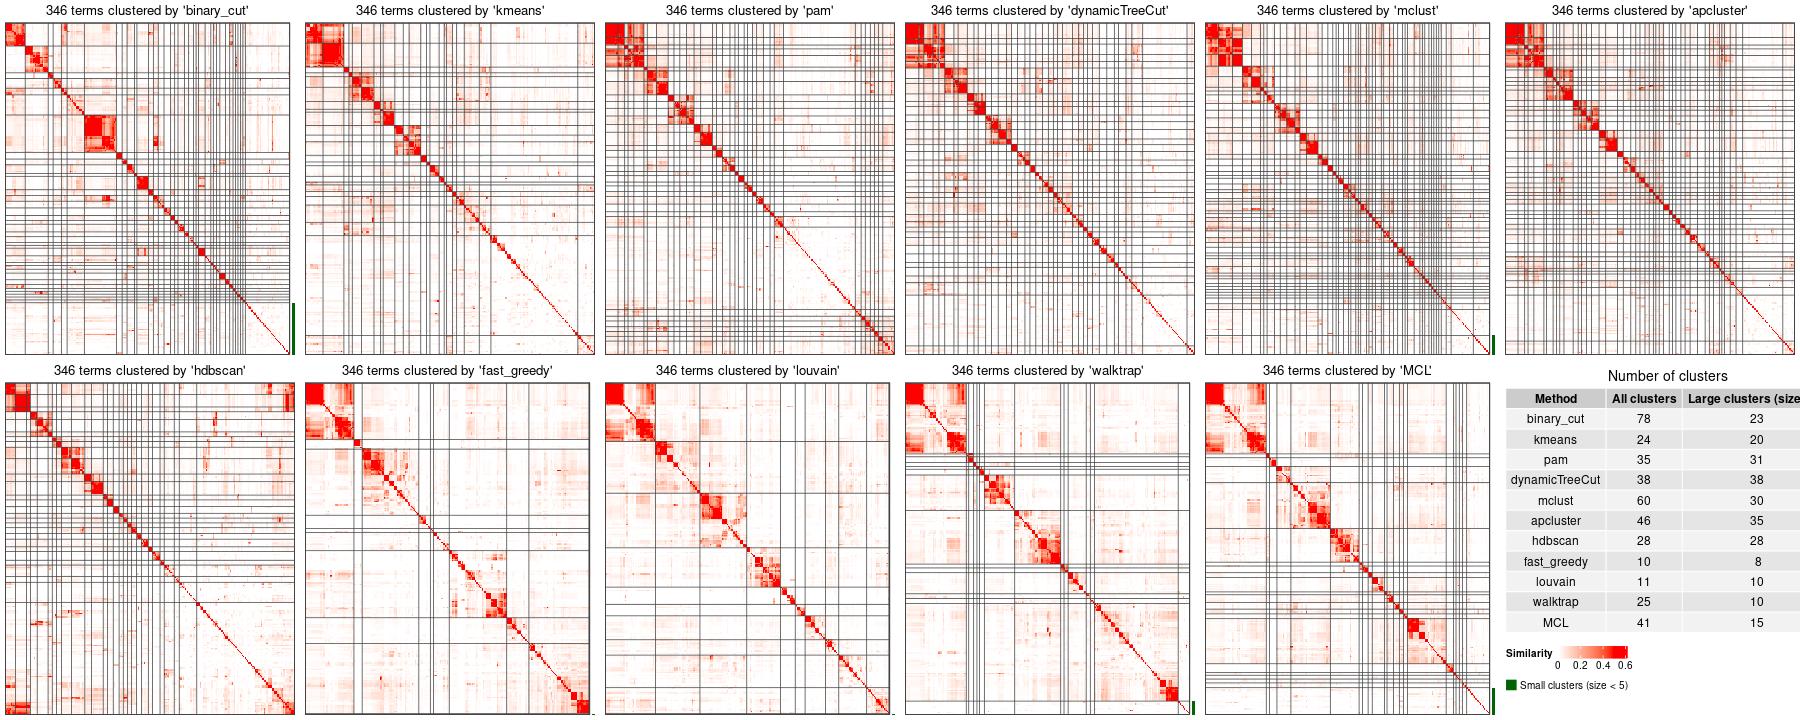 346 terms clustered by 'binary_cut'
346 terms clustered by 'kmeans'
346 terms clustered by 'pam'
346 terms clustered by 'dynamicTreeCut'
346 terms clustered by 'mclust'
346 terms clustered by 'apcluster'
346 terms clustered by 'hdbscan'
346 terms clustered by 'fast_greedy'
346 terms clustered by 'louvain'
346 terms clustered by 'walktrap'
346 terms clustered by 'MCL'
Number of clusters
Method All clusters Large clusters (size
binary_cut 78 23
kmeans 24 20
pam 35 31
dynamicTreeCut 38 38
mclust 60 30
apcluster 46 35
hdbscan 28 28
fast_greedy 10 8
louvain 11 10
walktrap 25 10
MCL 41 15
Similarity
0 0.2 0.4 0.6
Small clusters (size < 5)